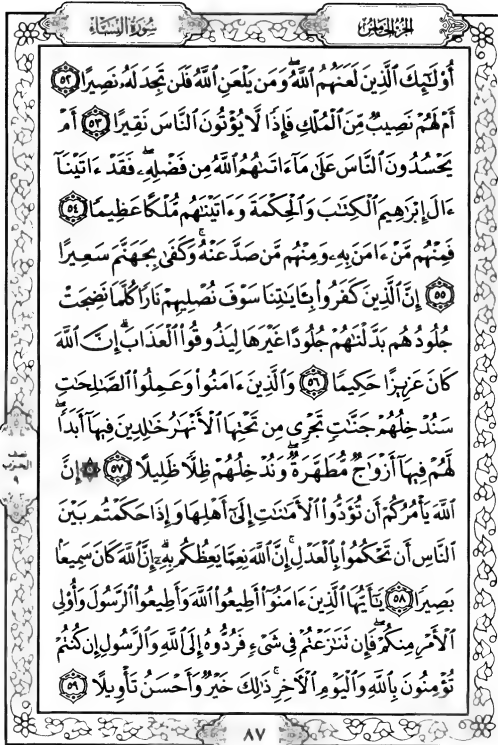 الجزء الخامس
سورة النساء
أُوْلَٰٓئِكَ ٱلَّذِينَ لَعَنَهُمُ ٱللَّهُۖ وَمَن يَلْعَنِ ٱللَّهُ فَلَن تَجِدَ لَهُۥ نَصِيرًا ٥٢
أَمْ لَهُمْ نَصِيبٌ مِّنَ ٱلْمُلْكِ فَإِذًا لَّا يُؤْتُونَ ٱلنَّاسَ نَقِيرًا ٥٣ أَمْ
يَحْسُدُونَ ٱلنَّاسَ عَلَىٰ مَآ ءَاتَىٰهُمُ ٱللَّهُ مِن فَضْلِهِۦۖ فَقَدْ ءَاتَيْنَآ
ءَالَ إِبْرَٰهِيمَ ٱلْكِتَٰبَ وَٱلْحِكْمَةَ وَءَاتَيْنَٰهُم مُّلْكًا عَظِيمًا ٥٤
فَمِنْهُم مَّنْ ءَامَنَ بِهِۦ وَمِنْهُم مَّن صَدَّ عَنْهُۚ وَكَفَىٰ بِجَهَنَّمَ سَعِيرًا
٥٥ إِنَّ ٱلَّذِينَ كَفَرُوا۟ بِـَٔايَٰتِنَا سَوْفَ نُصْلِيهِمْ نَارًا كُلَّمَا نَضِجَتْ
جُلُودُهُم بَدَّلْنَٰهُمْ جُلُودًا غَيْرَهَا لِيَذُوقُوا۟ ٱلْعَذَابَۗ إِنَّ ٱللَّهَ
كَانَ عَزِيزًا حَكِيمًا ٥٦ وَٱلَّذِينَ ءَامَنُوا۟ وَعَمِلُوا۟ ٱلصَّٰلِحَٰتِ
سَنُدْخِلُهُمْ جَنَّٰتٍ تَجْرِى مِن تَحْتِهَا ٱلْأَنْهَٰرُ خَٰلِدِينَ فِيهَآ أَبَدًاۖ
لَّهُمْ فِيهَآ أَزْوَٰجٌ مُّطَهَّرَةٌۖ وَنُدْخِلُهُمْ ظِلًّا ظَلِيلًا ٥٧ ۞ إِنَّ
ٱللَّهَ يَأْمُرُكُمْ أَن تُؤَدُّوا۟ ٱلْأَمَٰنَٰتِ إِلَىٰٓ أَهْلِهَا وَإِذَا حَكَمْتُم بَيْنَ
ٱلنَّاسِ أَن تَحْكُمُوا۟ بِٱلْعَدْلِۚ إِنَّ ٱللَّهَ نِعِمَّا يَعِظُكُم بِهِۦٓۗ إِنَّ ٱللَّهَ كَانَ سَمِيعًۢا
بَصِيرًا ٥٨ يَٰٓأَيُّهَا ٱلَّذِينَ ءَامَنُوٓا۟ أَطِيعُوا۟ ٱللَّهَ وَأَطِيعُوا۟ ٱلرَّسُولَ وَأُو۟لِى
ٱلْأَمْرِ مِنكُمْۖ فَإِن تَنَٰزَعْتُمْ فِى شَىْءٍ فَرُدُّوهُ إِلَى ٱللَّهِ وَٱلرَّسُولِ إِن كُنتُمْ
تُؤْمِنُونَ بِٱللَّهِ وَٱلْيَوْمِ ٱلْءَاخِرِۚ ذَٰلِكَ خَيْرٌ وَأَحْسَنُ تَأْوِيلًا ٥٩
الحزب
٩
٨٧